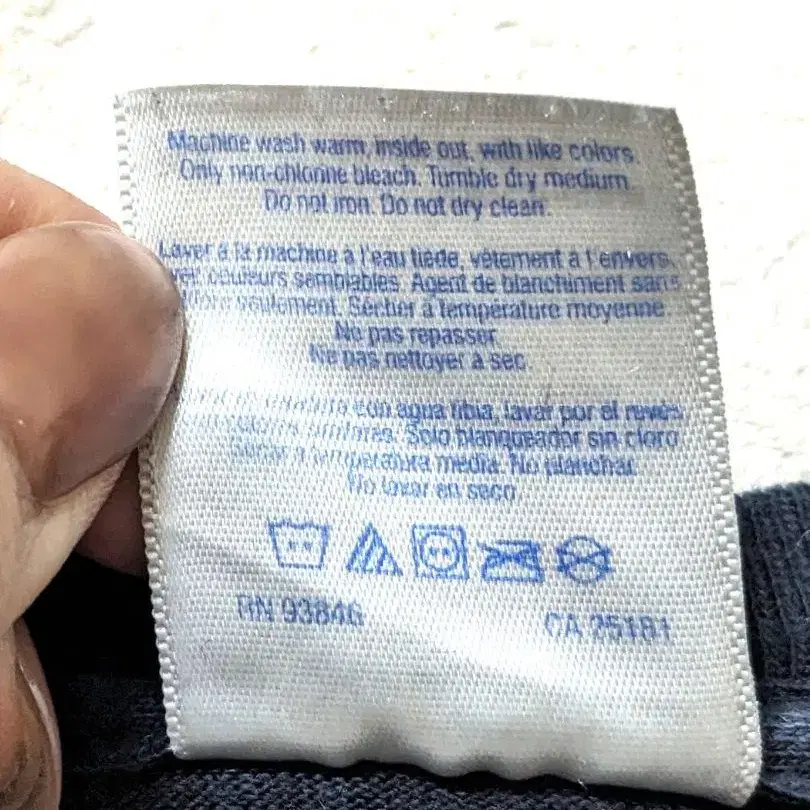 Machine wash warm, inside out, with like colors.
Only non-chlorine bleach. Tumble dry medium.
Do not iron. Do not dry clean.
Laver à la machine à l'eau tiède, vêtement à l'envers,
couleurs semblables. Agent de blanchiment sans
seulement. Sécher à température moyenne
Ne pas repasser.
Ne pas nettoyer à sec
con agua tibia, lavar por el revés
similares. Solo blanqueador sin cloro
temperatura media. No planchar.
No lavar en seco
RN 93846 CA 25181